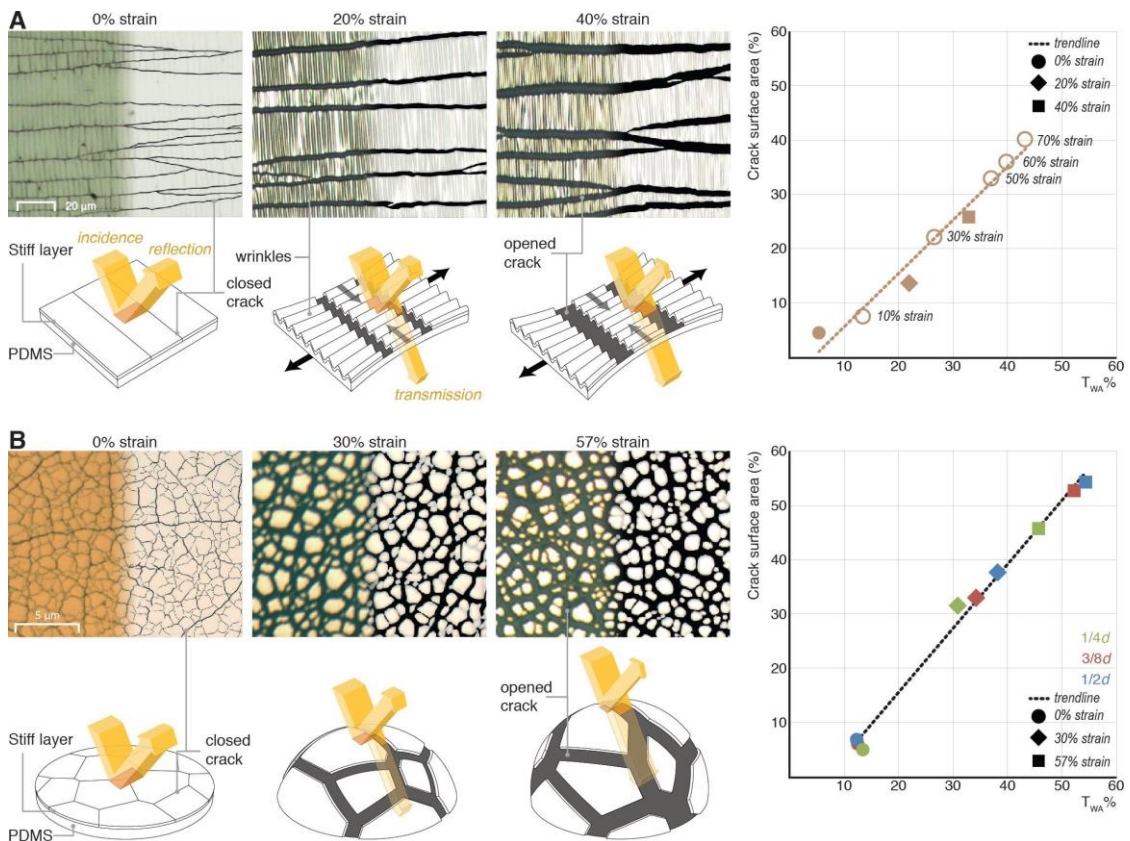 A
0% strain
20% strain
40% strain
20 µm
Stiff layer
incidence
reflection
closed
crack
PDMS
wrinkles
transmission
opened
crack
Crack surface area (%)
60
50
40
30
20
10
trendline
0% strain
20% strain
40% strain
70% strain
60% strain
50% strain
30% strain
10% strain
10 20 30 40 50 60
TWA%
B
0% strain
30% strain
57% strain
5 µm
Stiff layer
closed
crack
PDMS
opened
crack
Crack surface area (%)
60
50
40
30
20
10
1/4d
3/8d
1/2d
trendline
0% strain
30% strain
57% strain
10 20 30 40 50 60
TWA%